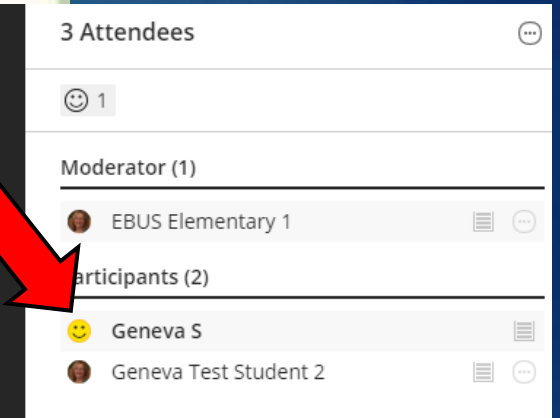 3 Attendees
1
Moderator (1)
EBUS Elementary 1
articipants (2)
Geneva S
Geneva Test Student 2